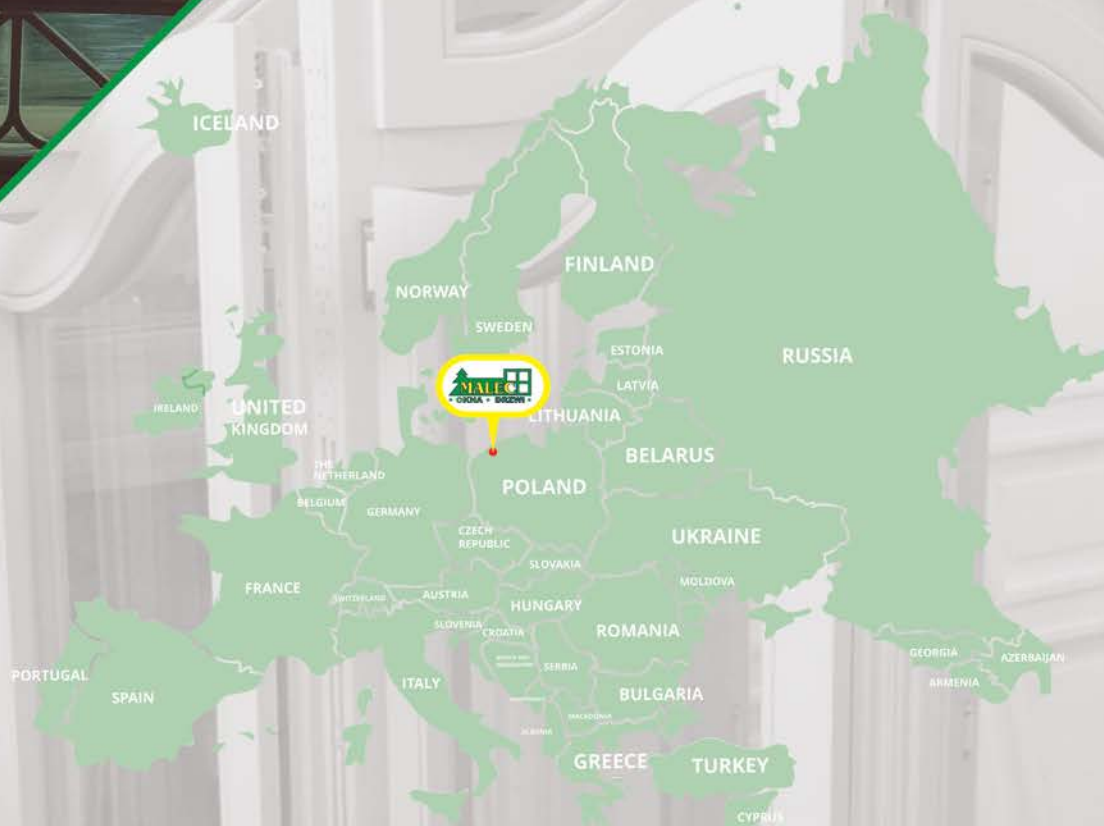 ICELAND
FINLAND
NORWAY
SWEDEN
ESTONIA
RUSSIA
LATVIA
MALEC
• OKNA • DRZWI •
IRELAND
UNITED
KINGDOM
LITHUANIA
BELARUS
THE
NETHERLAND
POLAND
BELGIUM
GERMANY
CZECH
REPUBLIC
UKRAINE
SLOVAKIA
FRANCE
MOLDOVA
SWITZERLAND
AUSTRIA
HUNGARY
SLOVENIA
CROATIA
ROMANIA
GEORGIA
AZERBAIJAN
SERBIA
PORTUGAL
SPAIN
ITALY
ARMENIA
BULGARIA
MACEDONIA
ALBANIA
GREECE
TURKEY
CYPRUS